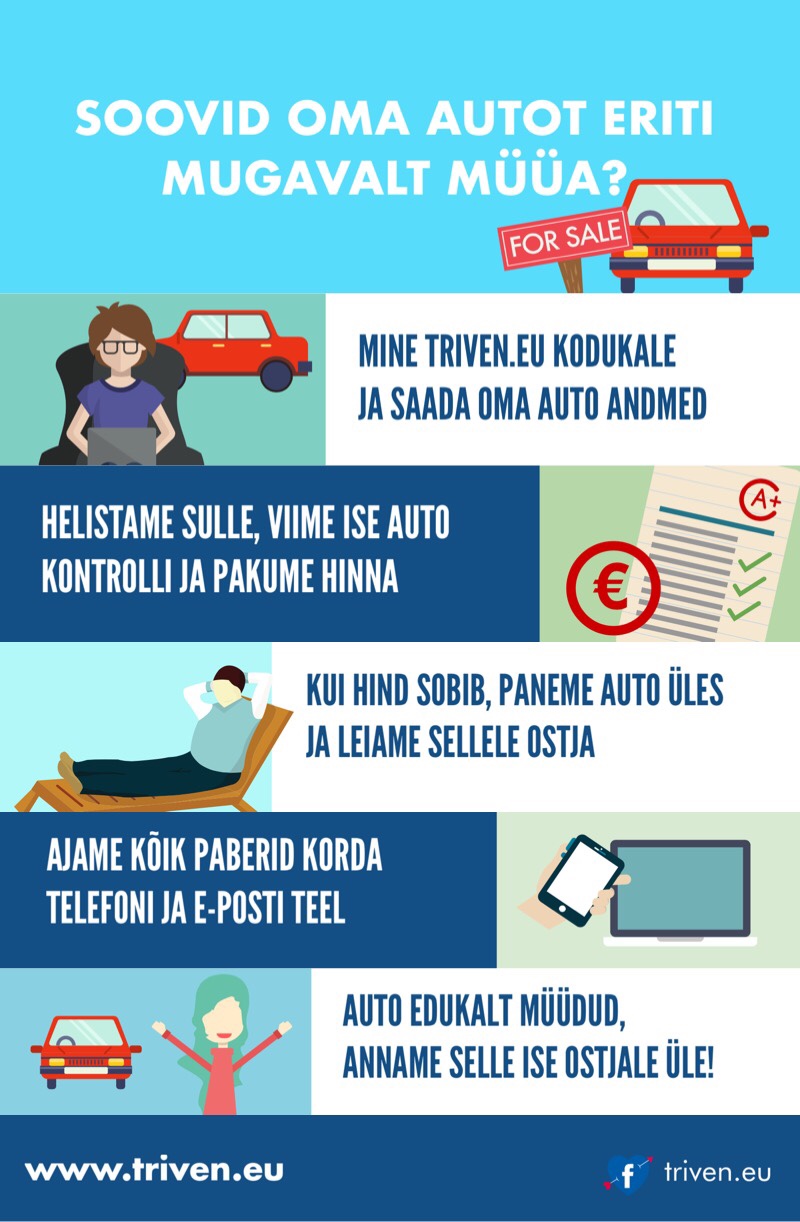 SOOVID OMA AUTOT ERITI
MUGAVALT MÜÜA?
FOR SALE
MINE TRIVEN.EU KODUKALE
JA SAADA OMA AUTO ANDMED
HELISTAME SULLE, VIIME ISE AUTO
KONTROLLI JA PAKUME HINNA
A+
€
KUI HIND SOBIB, PANEME AUTO ÜLES
JA LEIAME SELLELE OSTJA
AJAME KÕIK PABERID KORDA
TELEFONI JA E-POSTI TEEL
AUTO EDUKALT MÜÜDUD,
ANNAME SELLE ISE OSTJALE ÜLE!
www.triven.eu
f triven.eu